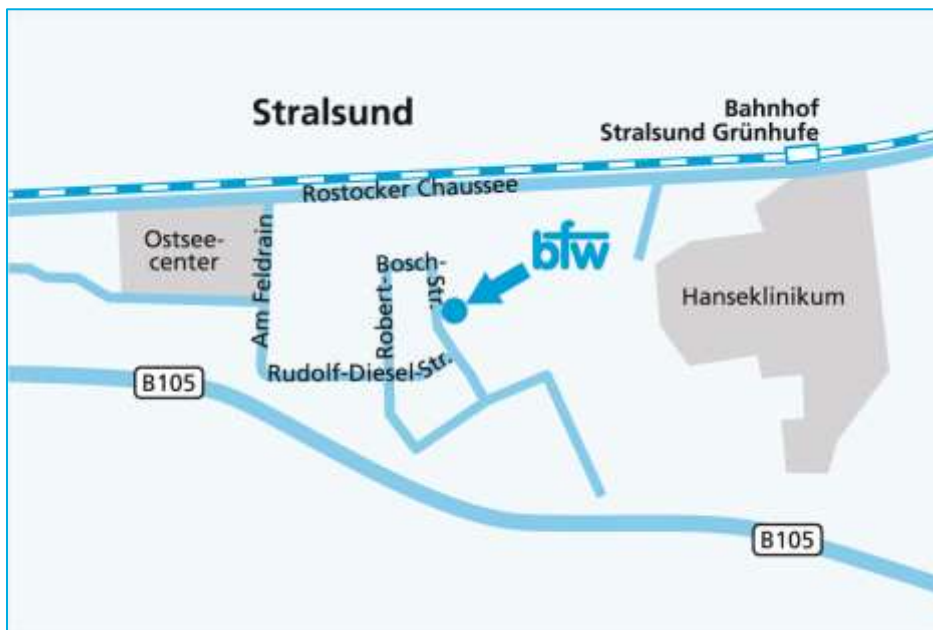 Stralsund
Bahnhof
Stralsund Grünhufe
Rostocker Chaussee
Ostsee-
center
Am Feldrain
bfw
Robert-
Bosch-
Str.
Hanseklinikum
Rudolf-Diesel-Str.
B105
B105